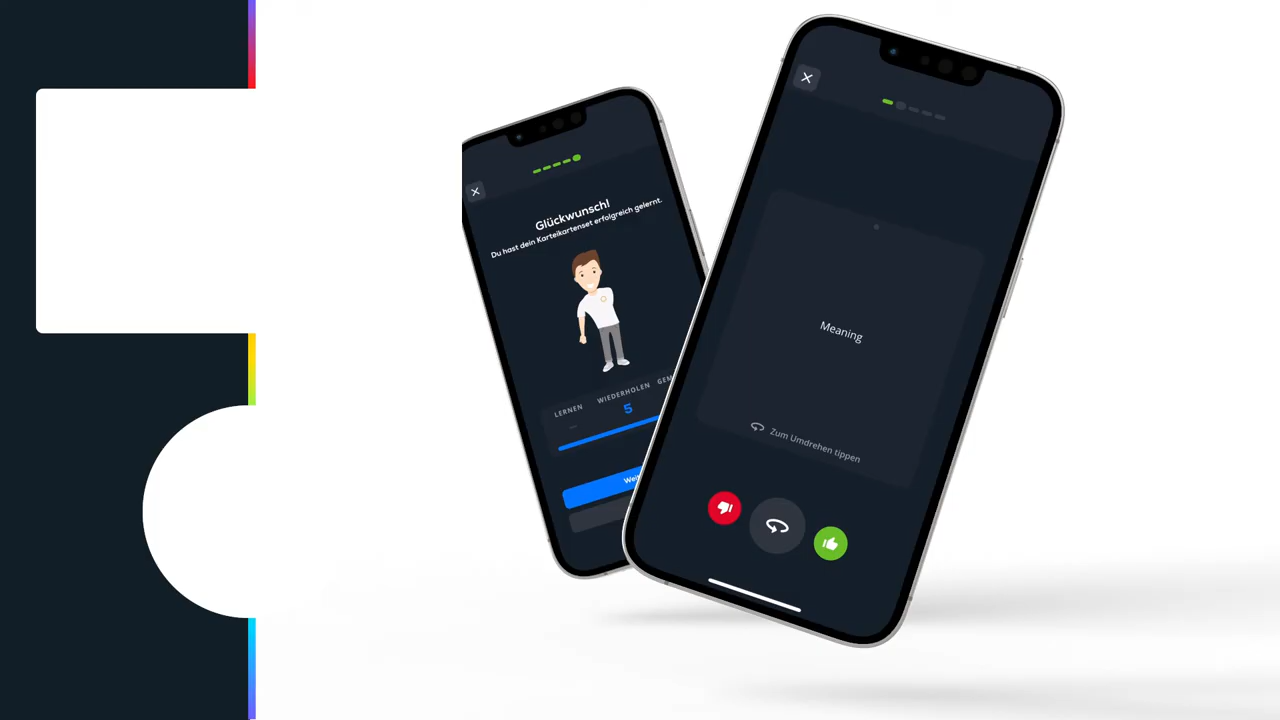 Glückwunsch!
Du hast dein Karteikartenset erfolgreich gelernt.
LERNEN WIEDERHOLEN
5
Meaning
Zum Umdrehen tippen